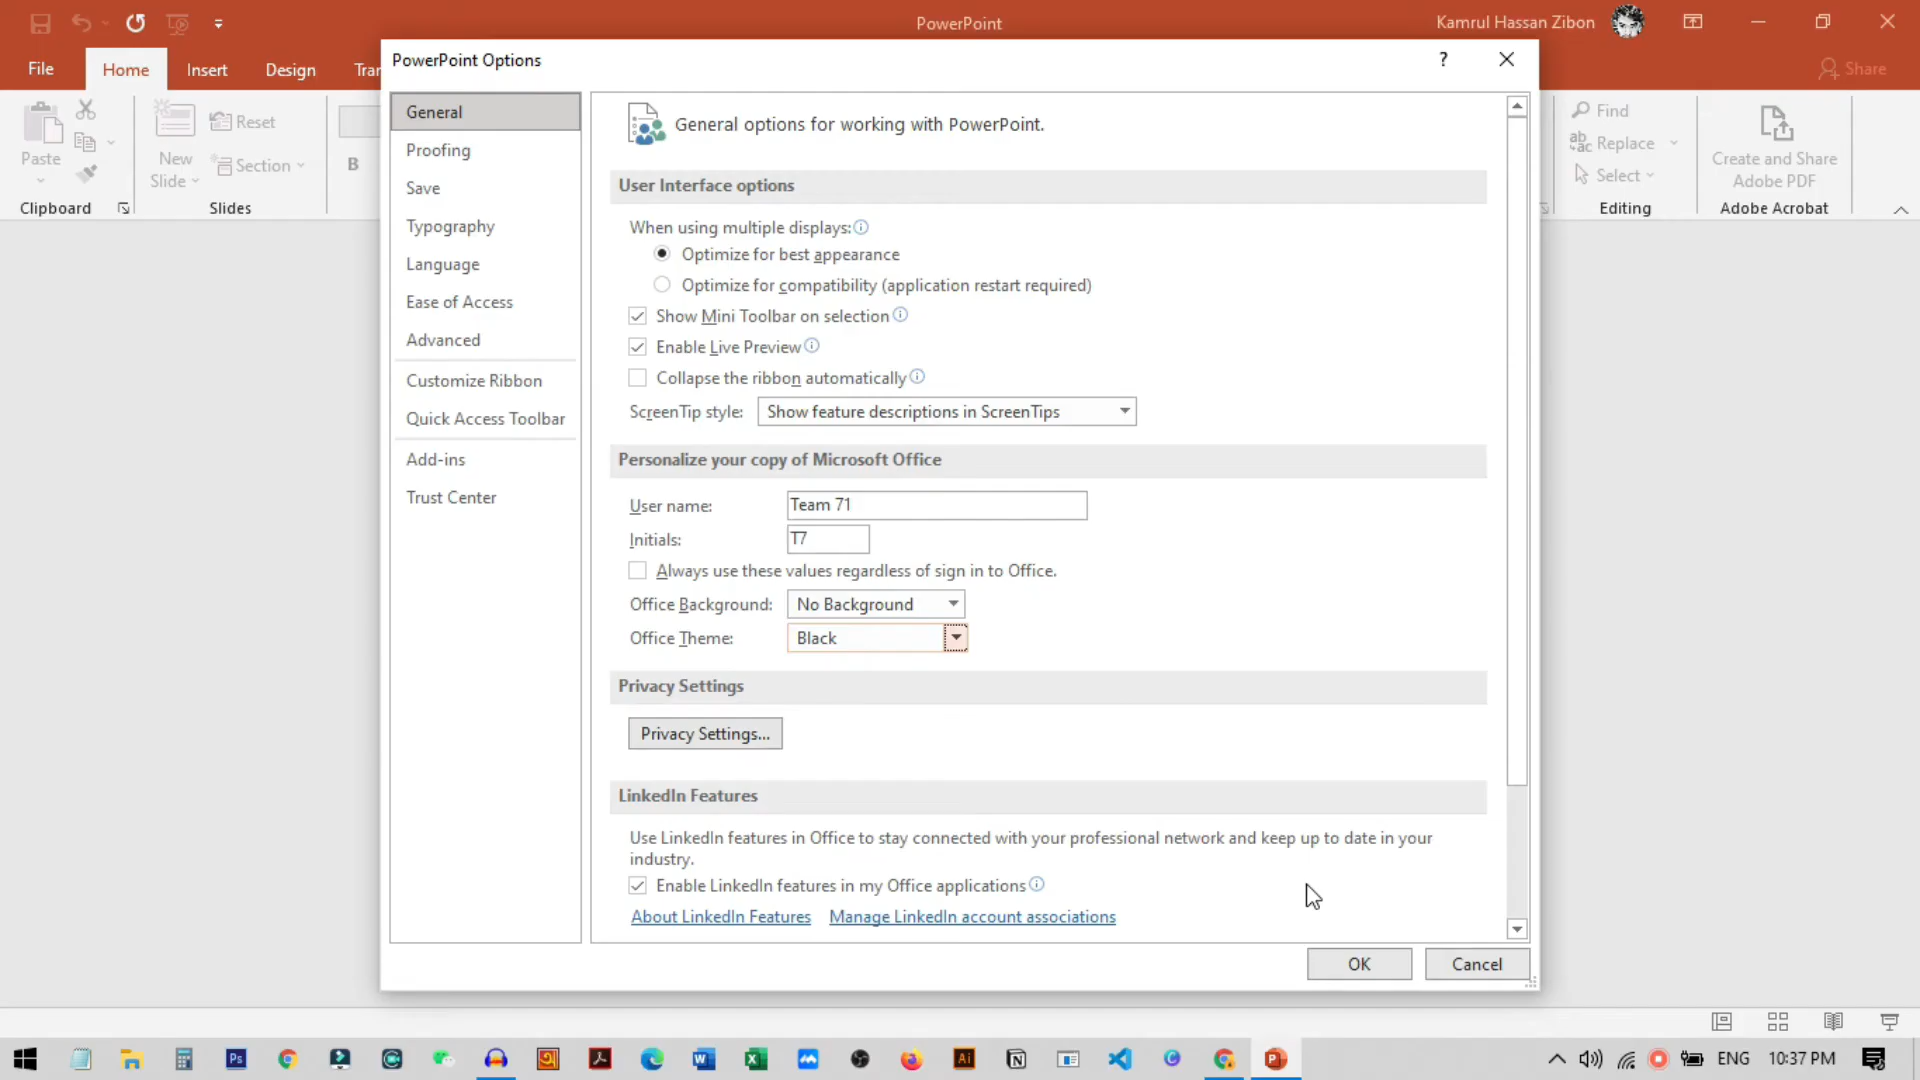 PowerPoint
Kamrul Hassan Zibon
File
Home
Insert
Design
Tra
Share
PowerPoint Options
?
Paste
New
Slide
Reset
Section
B
Clipboard
Slides
Find
Replace
Select
Editing
Create and Share
Adobe PDF
Adobe Acrobat
General
Proofing
Save
Typography
Language
Ease of Access
Advanced
Customize Ribbon
Quick Access Toolbar
Add-ins
Trust Center
General options for working with PowerPoint.
User Interface options
When using multiple displays:
Optimize for best appearance
Optimize for compatibility (application restart required)
Show Mini Toolbar on selection
Enable Live Preview
Collapse the ribbon automatically
ScreenTip style: Show feature descriptions in ScreenTips
Personalize your copy of Microsoft Office
User name: Team 71
Initials: T7
Always use these values regardless of sign in to Office.
Office Background: No Background
Office Theme: Black
Privacy Settings
Privacy Settings...
LinkedIn Features
Use LinkedIn features in Office to stay connected with your professional network and keep up to date in your
industry.
Enable LinkedIn features in my Office applications
About LinkedIn Features Manage LinkedIn account associations
OK Cancel
ENG 10:37 PM